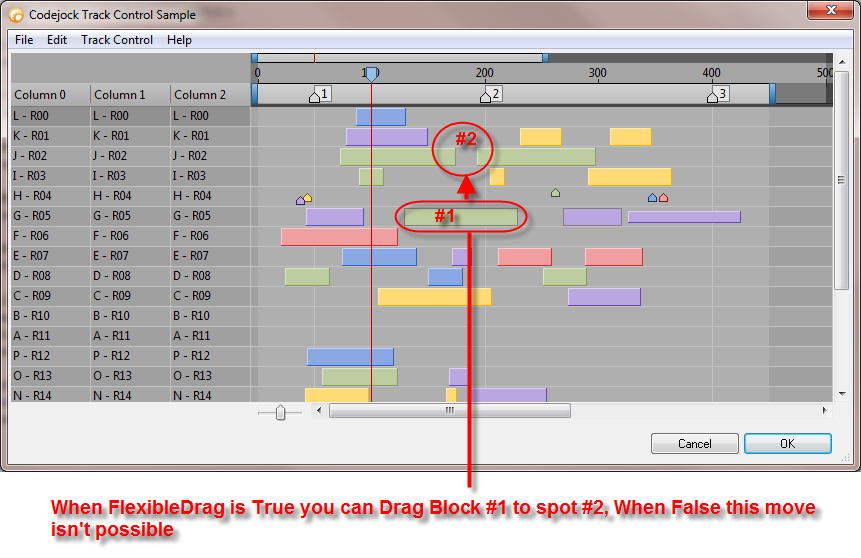 Codejock Track Control Sample
File Edit Track Control Help
0 100 200 300 400 500
Column 0 Column 1 Column 2 1 2 3
L - R00 L - R00 L - R00
K - R01 K - R01 K - R01 #2
J - R02 J - R02 J - R02
I - R03 I - R03 I - R03
H - R04 H - R04 H - R04
G - R05 G - R05 G - R05 #1
F - R06 F - R06 F - R06
E - R07 E - R07 E - R07
D - R08 D - R08 D - R08
C - R09 C - R09 C - R09
B - R10 B - R10 B - R10
A - R11 A - R11 A - R11
P - R12 P - R12 P - R12
O - R13 O - R13 O - R13
N - R14 N - R14 N - R14
Cancel OK
When FlexibleDrag is True you can Drag Block #1 to spot #2, When False this move
isn't possible